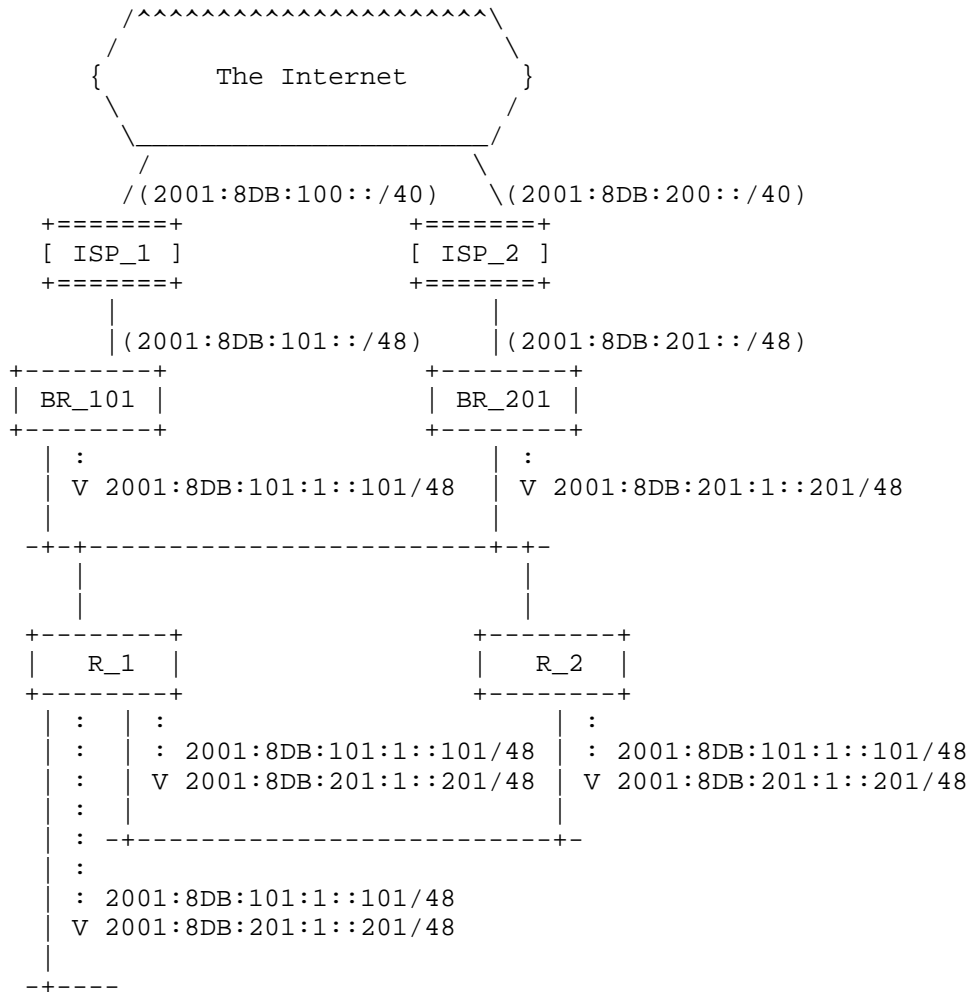 The Internet
(2001:8DB:100::/40) (2001:8DB:200::/40)
[ ISP_1 ] [ ISP_2 ]
(2001:8DB:101::/48) (2001:8DB:201::/48)
BR_101 BR_201
: :
V 2001:8DB:101:1::101/48 V 2001:8DB:201:1::201/48
R_1 R_2
: : :
: : 2001:8DB:101:1::101/48 : 2001:8DB:101:1::101/48
: V 2001:8DB:201:1::201/48 V 2001:8DB:201:1::201/48
:
:
:
: 2001:8DB:101:1::101/48
V 2001:8DB:201:1::201/48